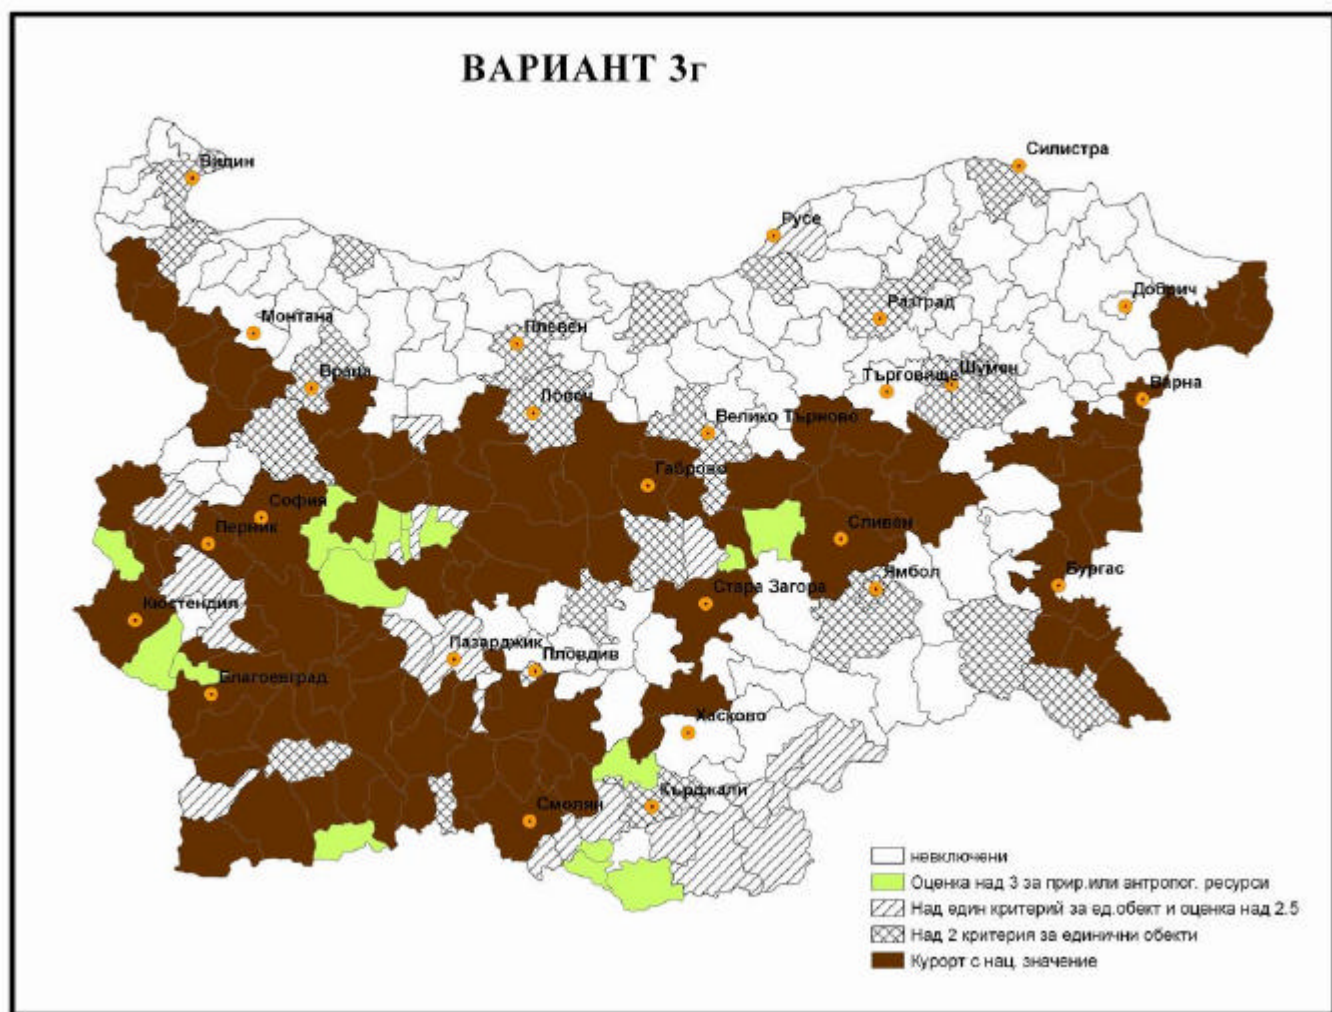 ВАРИАНТ 3г
Силистра
Видин
Русе
Добрич
Разград
Монтана
Плевен
Враца
Търговище
Шумен
Варна
Ловеч
Велико Търново
Габрово
София
Перник
Сливен
Бургас
Ямбол
Стара Загора
Кюстендил
Пазарджик
Пловдив
Благоевград
Хасково
Кърджали
Смолян
невключени
Оценка над 3 за прир.или антропог. ресурси
Над един критерий за ед.обект и оценка над 2.5
Над 2 критерия за единични обекти
Курорт с нац. значение